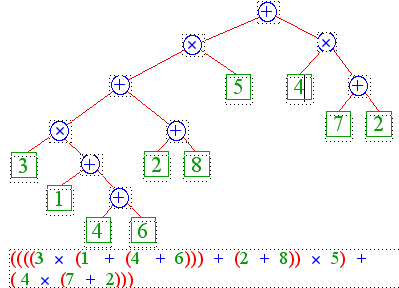 +
× ×
+ 5 4 +
7 2
× +
3 + 2 8
1 +
4 6
((((3 × (1 + (4 + 6))) + (2 + 8)) × 5) +
( 4 × (7 + 2)))